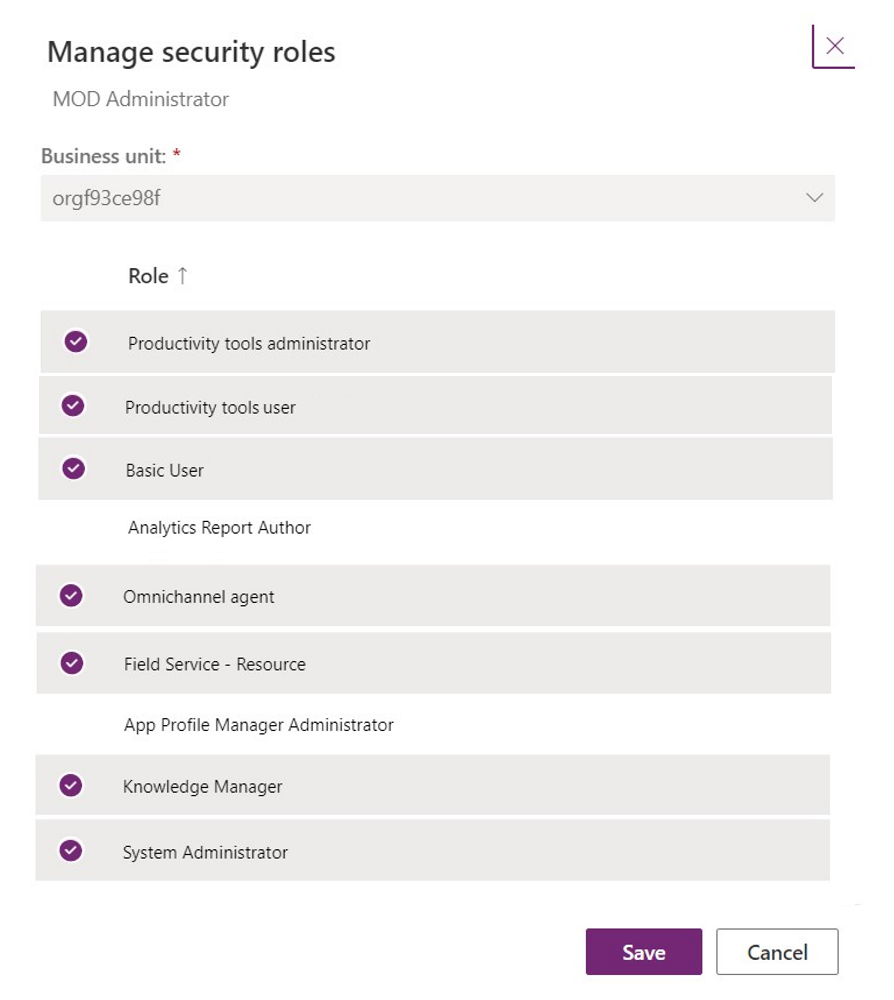 Manage security roles
MOD Administrator
Business unit: *
orgf93ce98f
Role ↑
Productivity tools administrator
Productivity tools user
Basic User
Analytics Report Author
Omnichannel agent
Field Service - Resource
App Profile Manager Administrator
Knowledge Manager
System Administrator
Save
Cancel